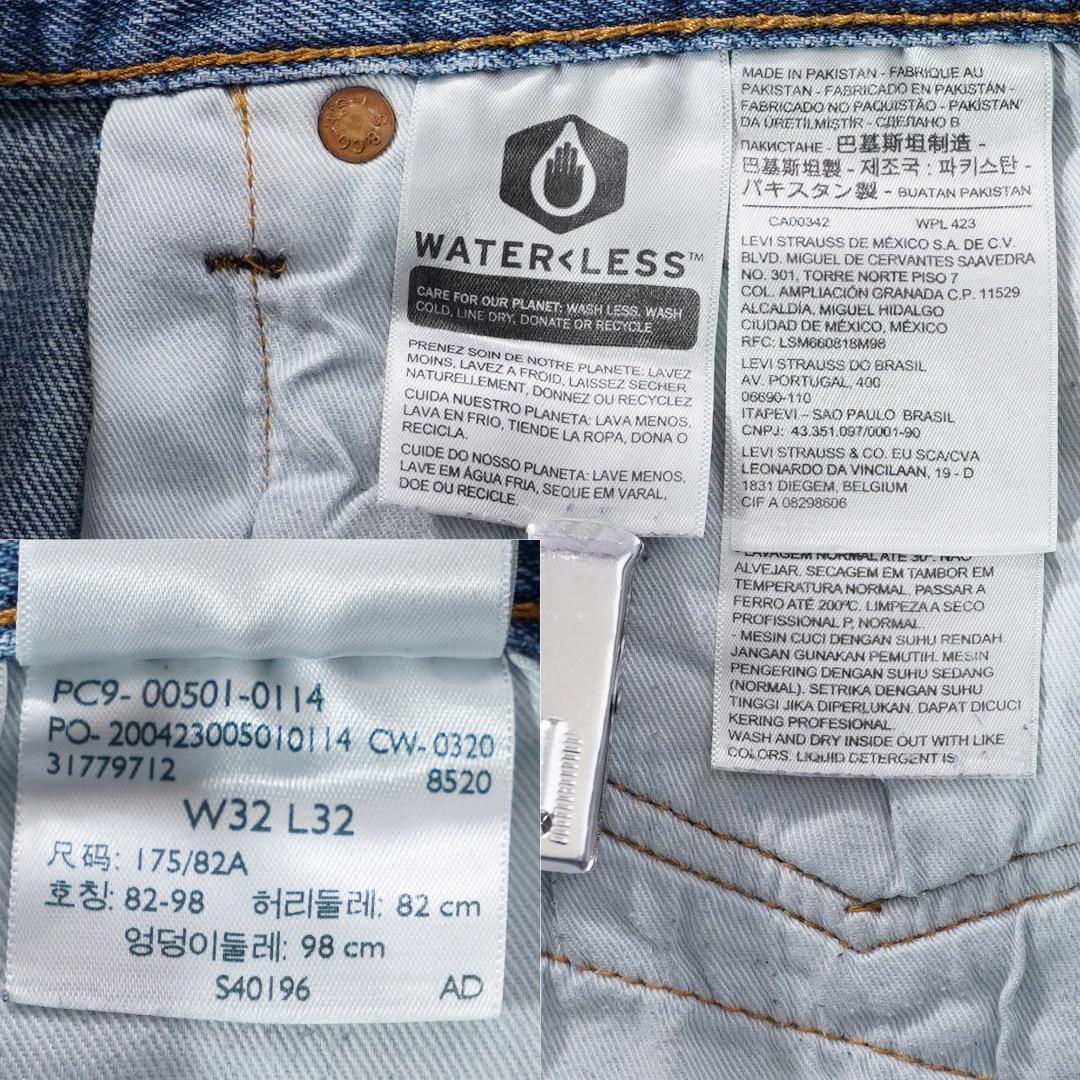 LEVI'S
S & CO
WATER<LESS™
CARE FOR OUR PLANET: WASH LESS, WASH
COLD, LINE DRY, DONATE OR RECYCLE
PRENEZ SOIN DE NOTRE PLANETE: LAVEZ
MOINS, LAVEZ A FROID, LAISSEZ SECHER
NATURELLEMENT, DONNEZ OU RECYCLEZ
CUIDA NUESTRO PLANETA: LAVA MENOS,
LAVA EN FRIO, TIENDE LA ROPA, DONA O
RECICLA.
CUIDE DO NOSSO PLANETA: LAVE MENOS,
LAVE EM ÁGUA FRIA, SEQUE EM VARAL,
DOE OU RECICLE.
MADE IN PAKISTAN - FABRIQUE AU
PAKISTAN - FABRICADO EN PAKISTÁN -
FABRICADO NO PAQUISTÃO - PAKISTAN'
DA ÜRETILMİSTİR - СДЕЛАНО В
ПАКИСТАНЕ - 巴基斯坦制造 -
巴基斯坦製 - 제조국 : 파키스탄 -
パキスタン製 - BUATAN PAKISTAN
CA00342 WPL 423
LEVI STRAUSS DE MÉXICO S.A. DE C.V.
BLVD. MIGUEL DE CERVANTES SAAVEDRA
NO. 301, TORRE NORTE PISO 7
COL. AMPLIACIÓN GRANADA C.P. 11529
ALCALDÍA, MIGUEL HIDALGO
CIUDAD DE MÉXICO, MÉXICO
RFC: LSM660818M98
LEVI STRAUSS DO BRASIL
AV. PORTUGAL, 400
06690-110
ITAPEVI – SAO PAULO BRASIL
CNPJ: 43.351.097/0001-90
LEVI STRAUSS & CO. EU SCA/CVA
LEONARDO DA VINCILAAN, 19 - D
1831 DIEGEM, BELGIUM
CIF A 08298606
LAVAGEM NORMAL ATÉ 30°. NÃO
ALVEJAR. SECAGEM EM TAMBOR EM
TEMPERATURA NORMAL. PASSAR A
FERRO ATÉ 200ºC. LIMPEZA A SECO
PROFISSIONAL P, NORMAL
- MESIN CUCI DENGAN SUHU RENDAH.
JANGAN GUNAKAN PEMUTIH. MESIN
PENGERING DENGAN SUHU SEDANG
(NORMAL). SETRIKA DENGAN SUHU
TINGGI JIKA DIPERLUKAN. DAPAT DICUCI
KERING PROFESIONAL
WASH AND DRY INSIDE OUT WITH LIKE
COLORS. LIQUID DETERGENT IS
PC9- 00501-0114
PO- 200423005010114 CW- 0320
31779712 8520
W32 L32
尺码: 175/82A
호칭: 82-98 허리둘레: 82 cm
엉덩이둘레: 98 cm
S40196 AD